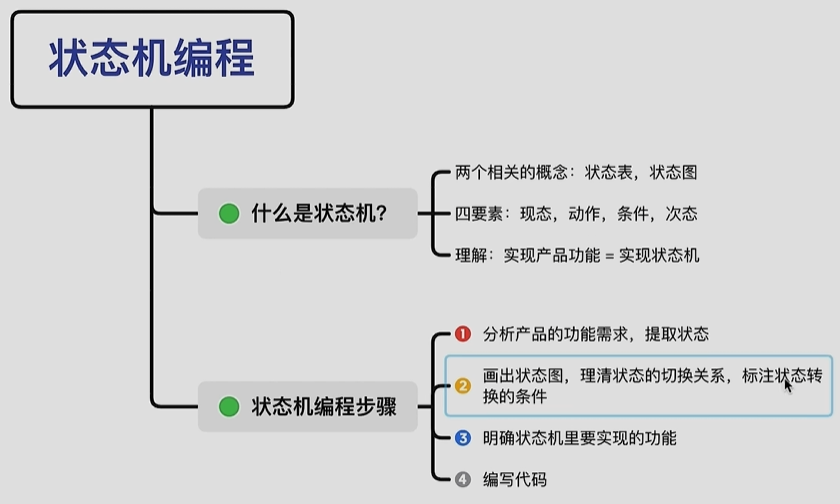 状态机编程
什么是状态机？
两个相关的概念：状态表，状态图
四要素：现态，动作，条件，次态
理解：实现产品功能 = 实现状态机
状态机编程步骤
1 分析产品的功能需求，提取状态
2 画出状态图，理清状态的切换关系，标注状态转
换的条件
3 明确状态机里要实现的功能
4 编写代码